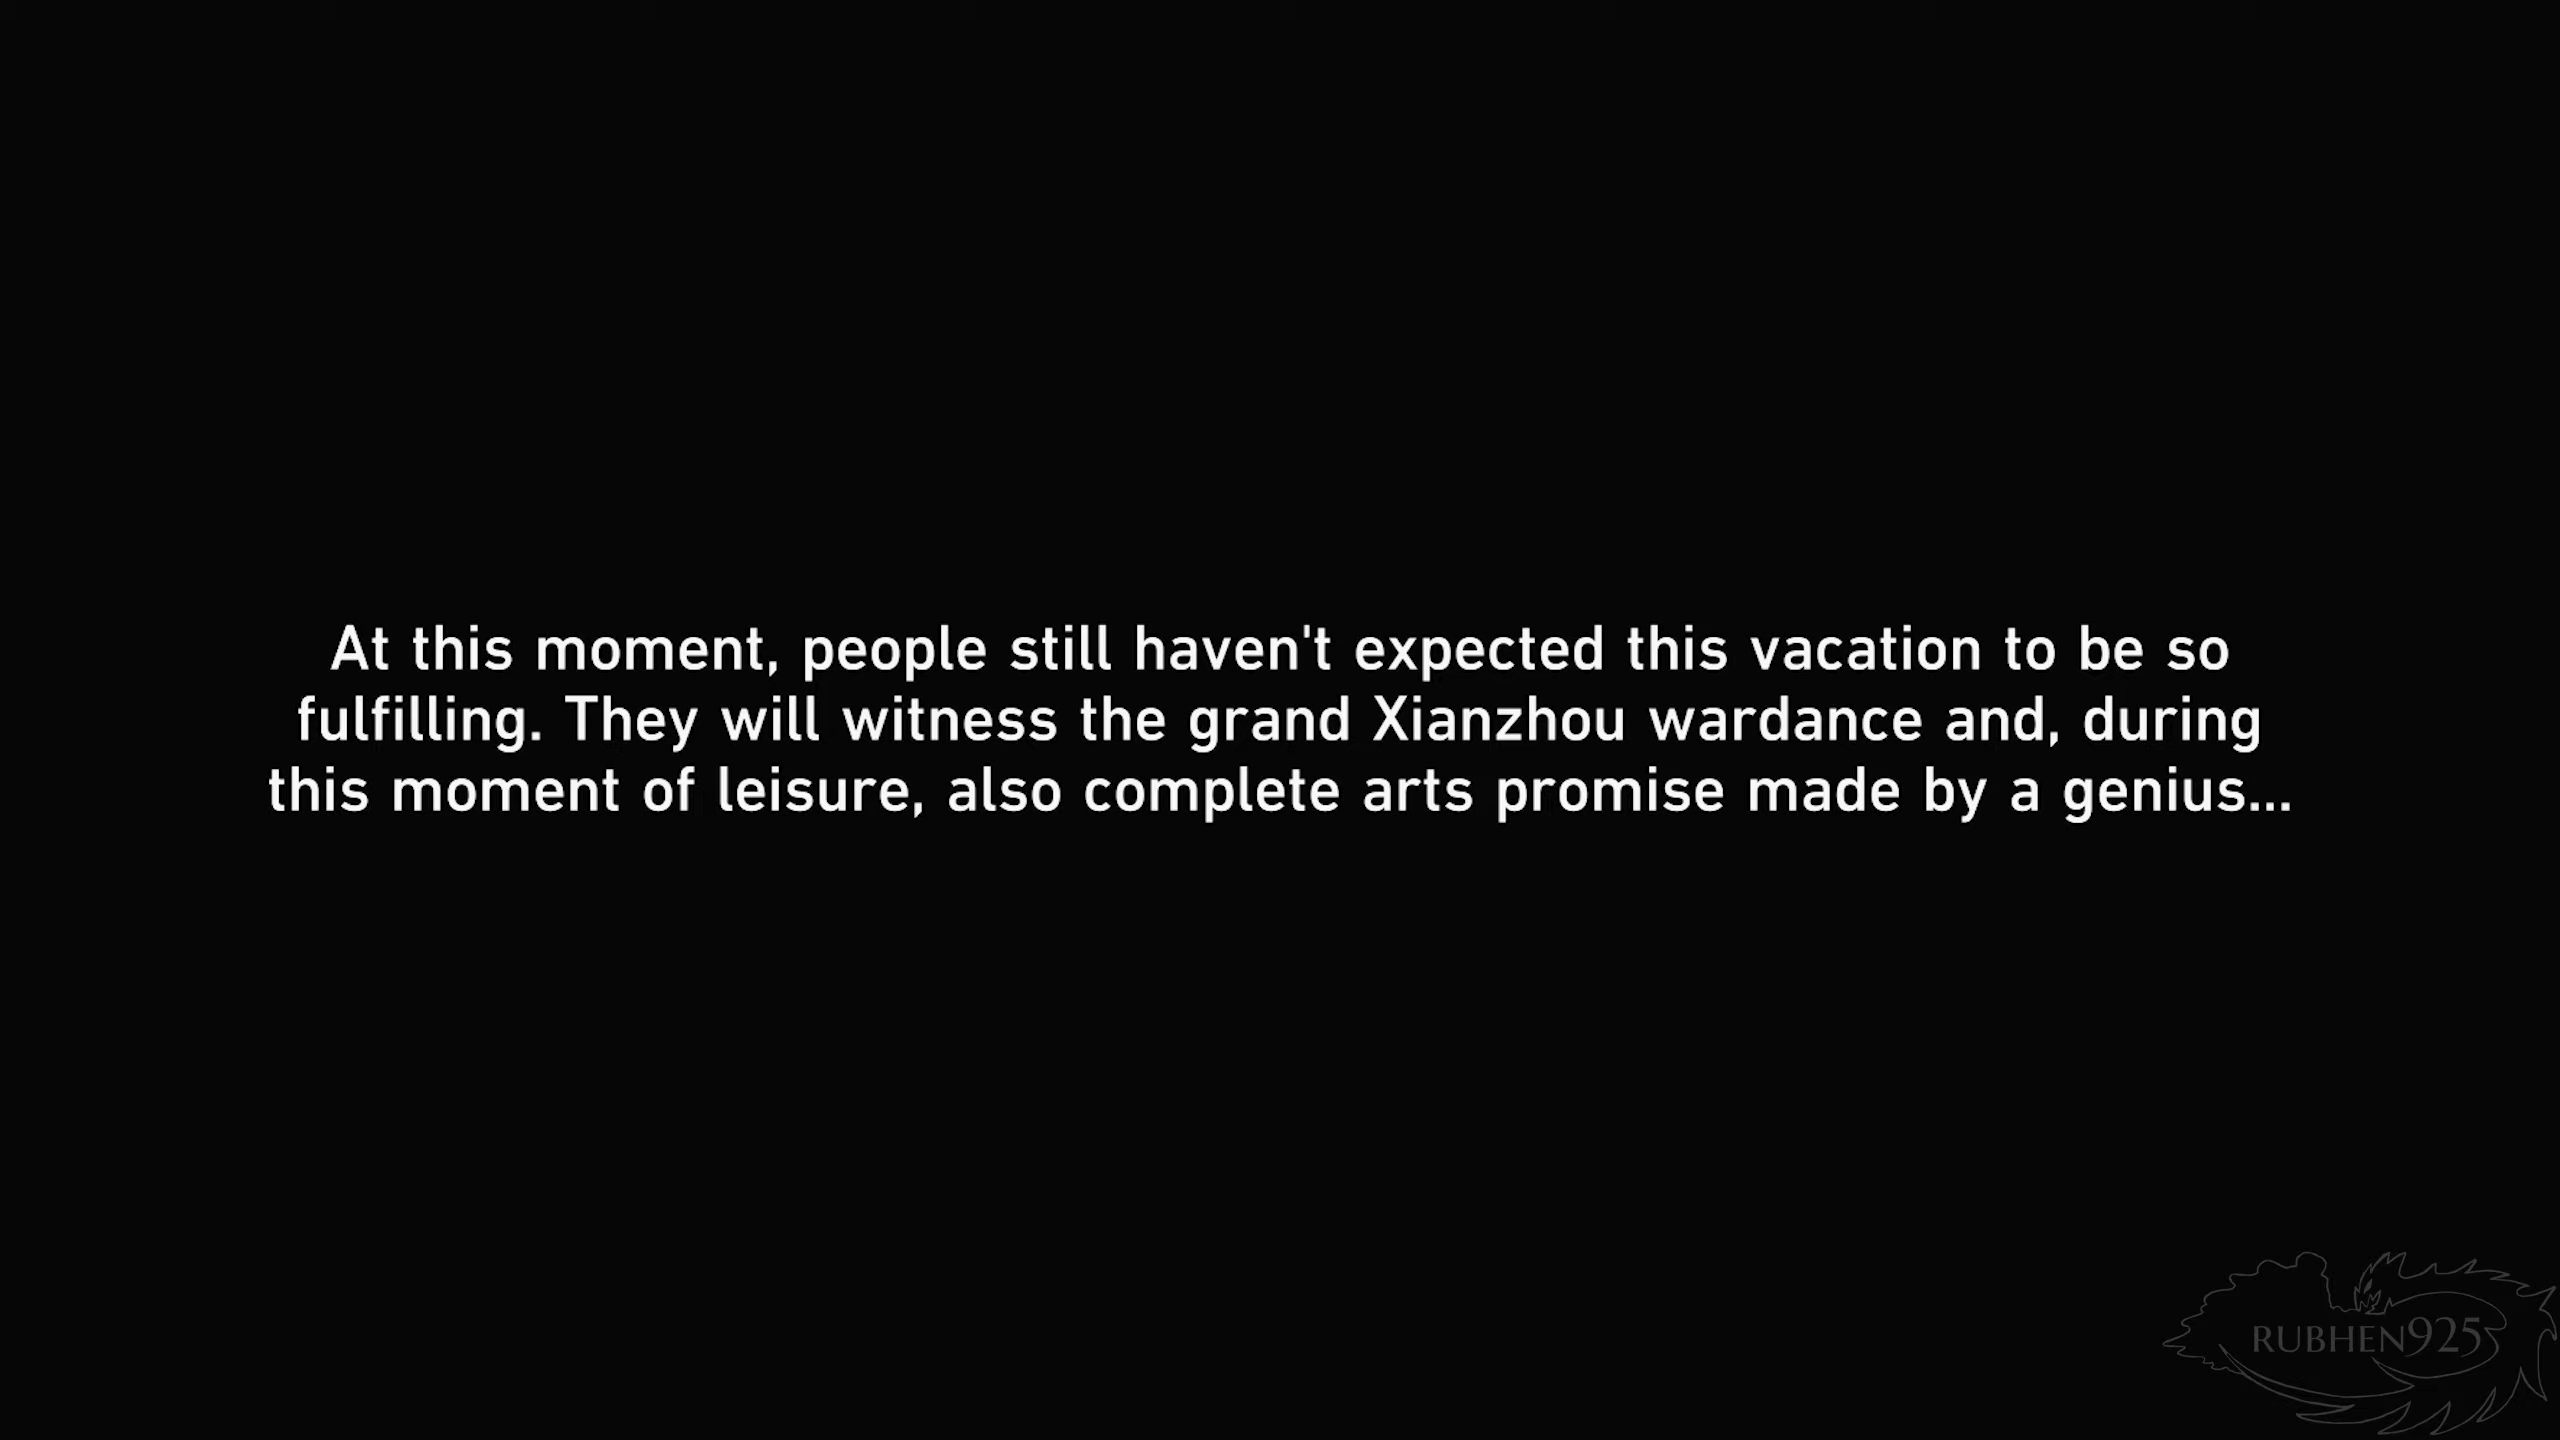 At this moment, people still haven't expected this vacation to be so
fulfilling. They will witness the grand Xianzhou wardance and, during
this moment of leisure, also complete arts promise made by a genius...
RUBHEN925